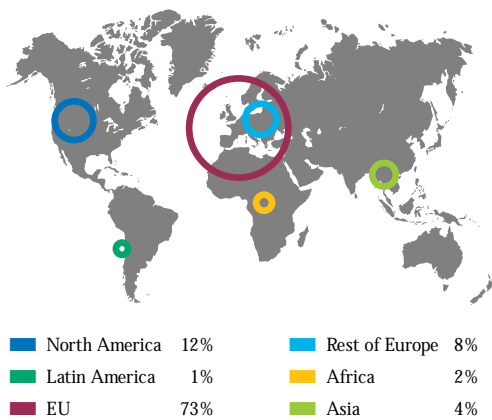 North America 12%
Latin America 1%
EU 73%
Rest of Europe 8%
Africa 2%
Asia 4%